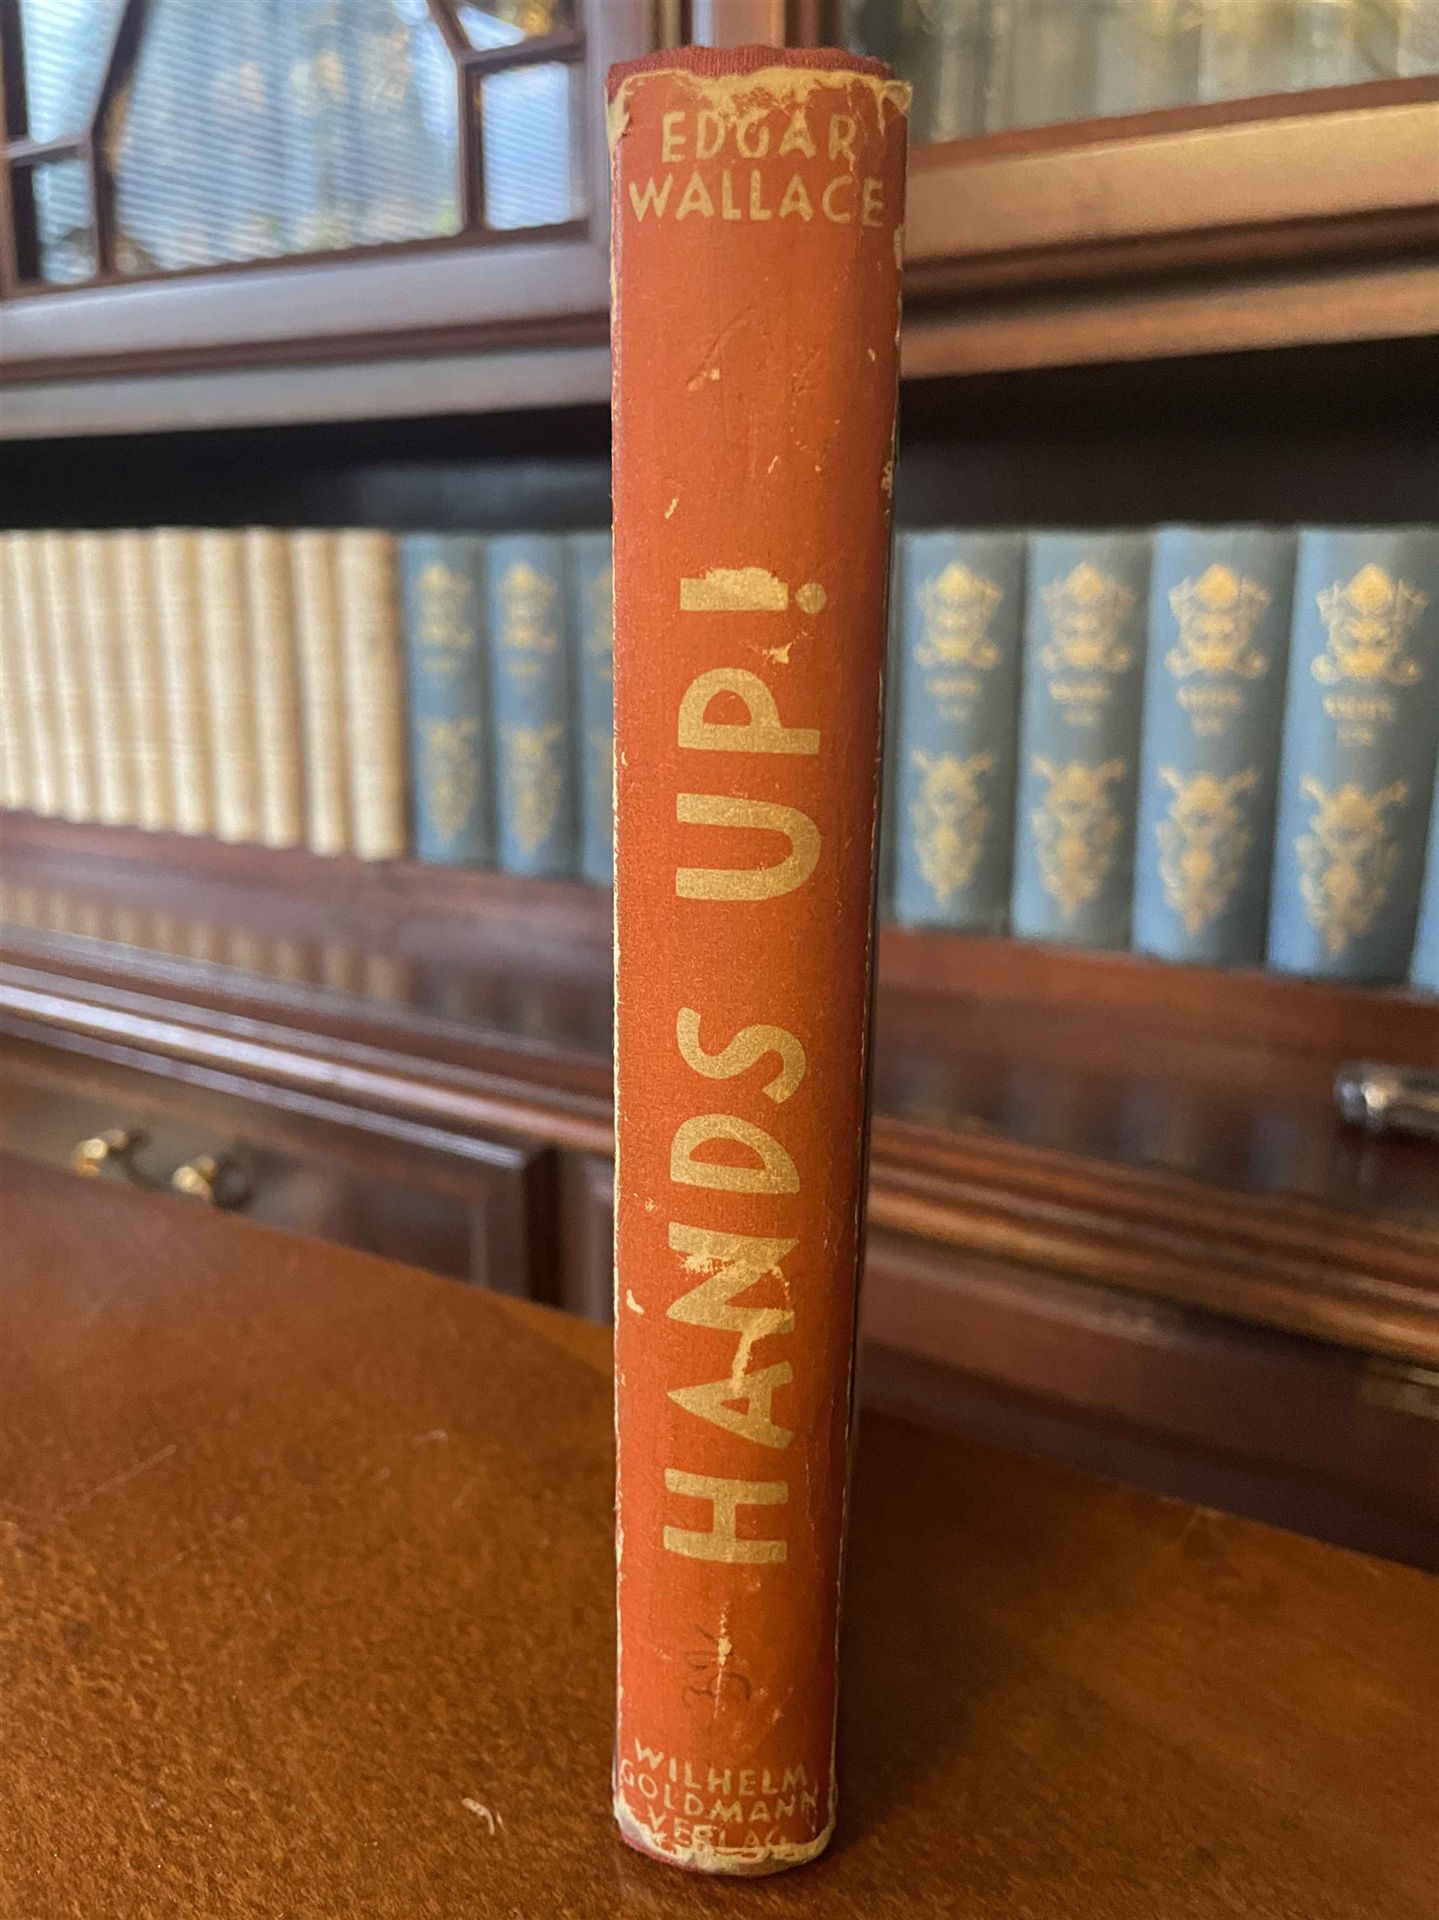 EDGAR
WALLACE
HANDS UP!
WILHELM
GOLDMANN
VERLAG